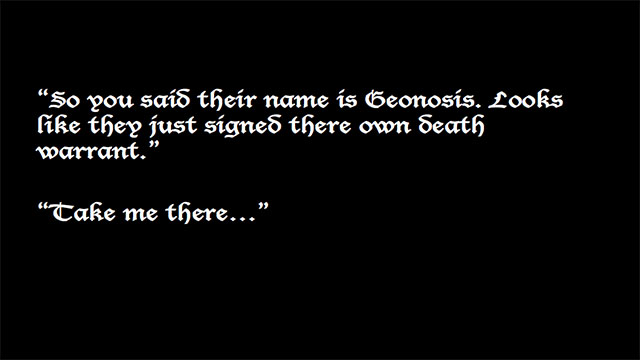 “So you said their name is Geonosis. Looks
like they just signed there own death
warrant.”
“Take me there...”